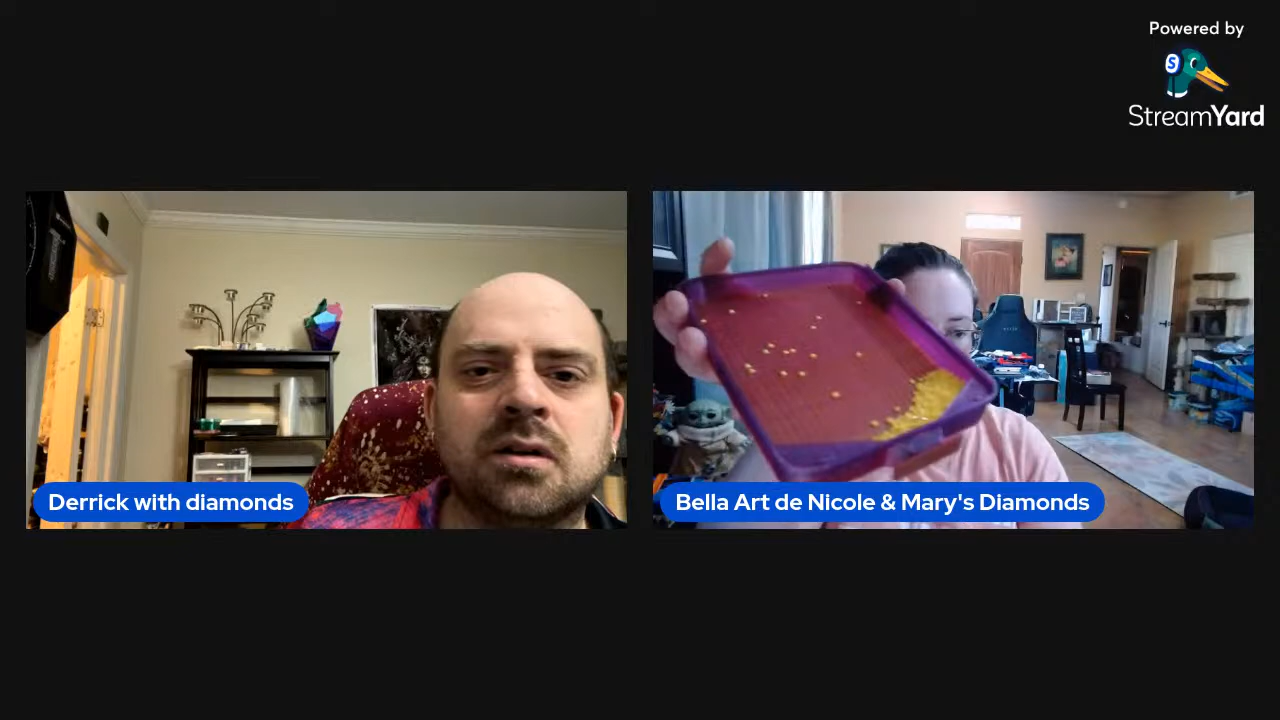 Powered by
S
StreamYard
Derrick with diamonds
Bella Art de Nicole & Mary's Diamonds